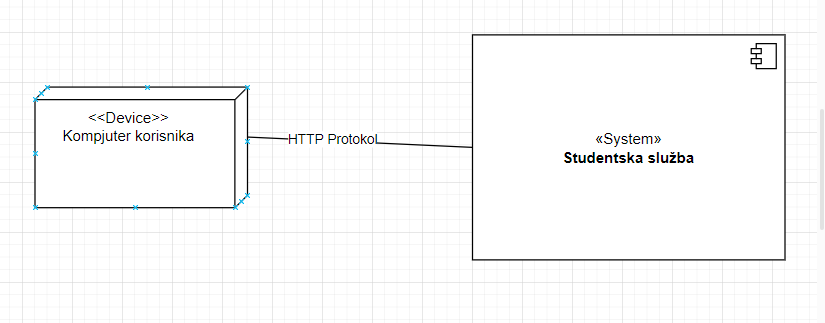 <<Device>>
Kompjuter korisnika
HTTP Protokol
«System»
Studentska služba